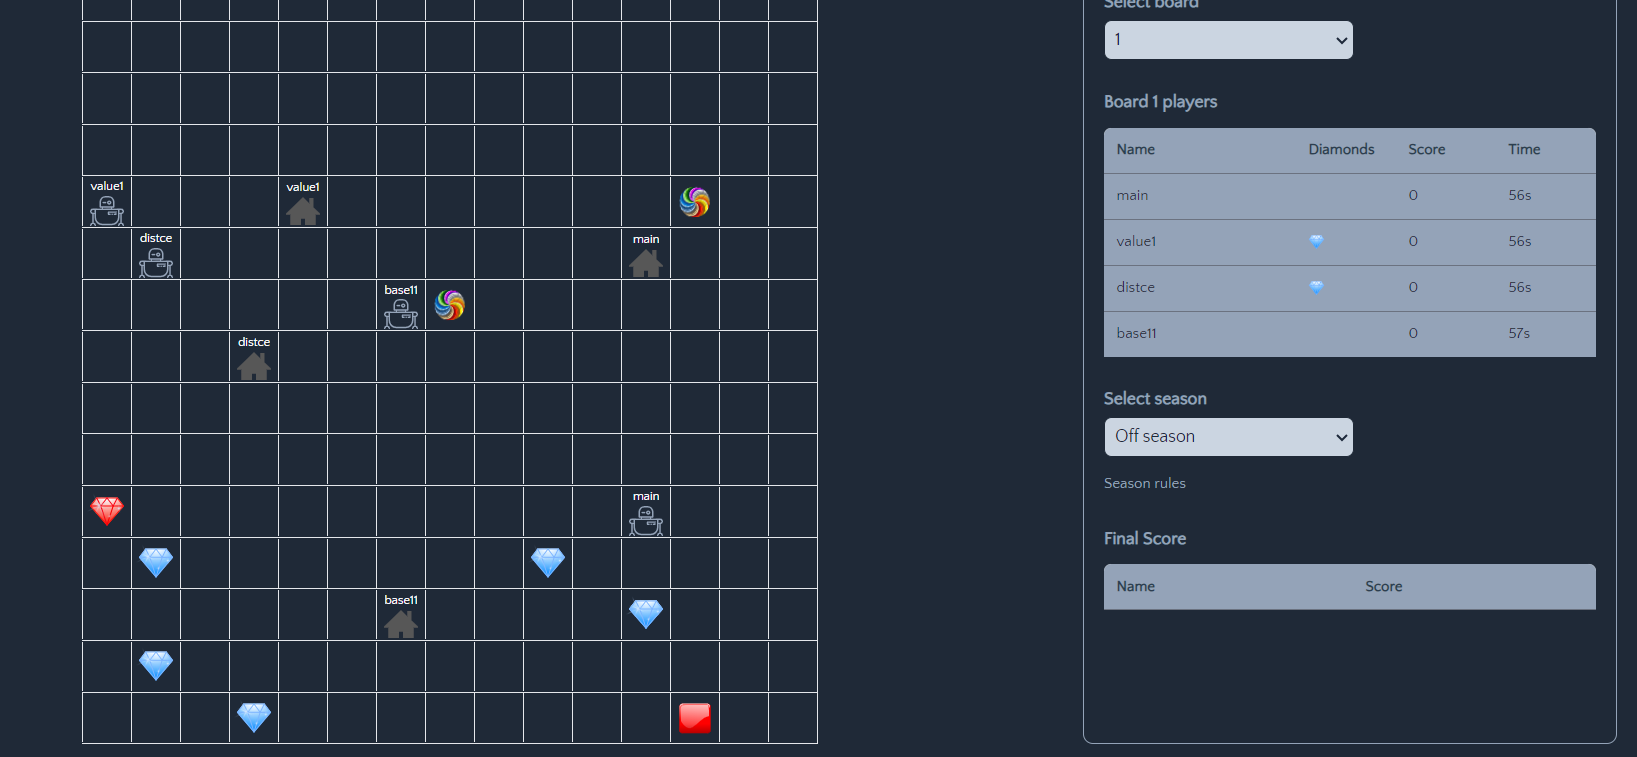 Select board
1
Board 1 players
Name Diamonds Score Time
main 0 56s
value1 0 56s
distce 0 56s
base11 0 57s
Select season
Off season
Season rules
Final Score
Name Score
value1
value1
distce
main
base11
distce
main
base11